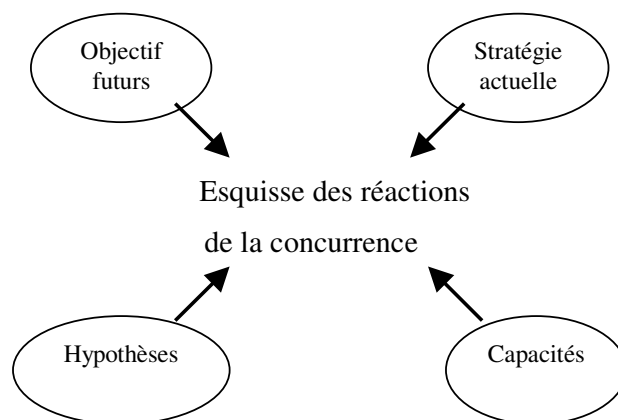 Objectif
futurs
Stratégie
actuelle
Esquisse des réactions
de la concurrence
Hypothèses
Capacités